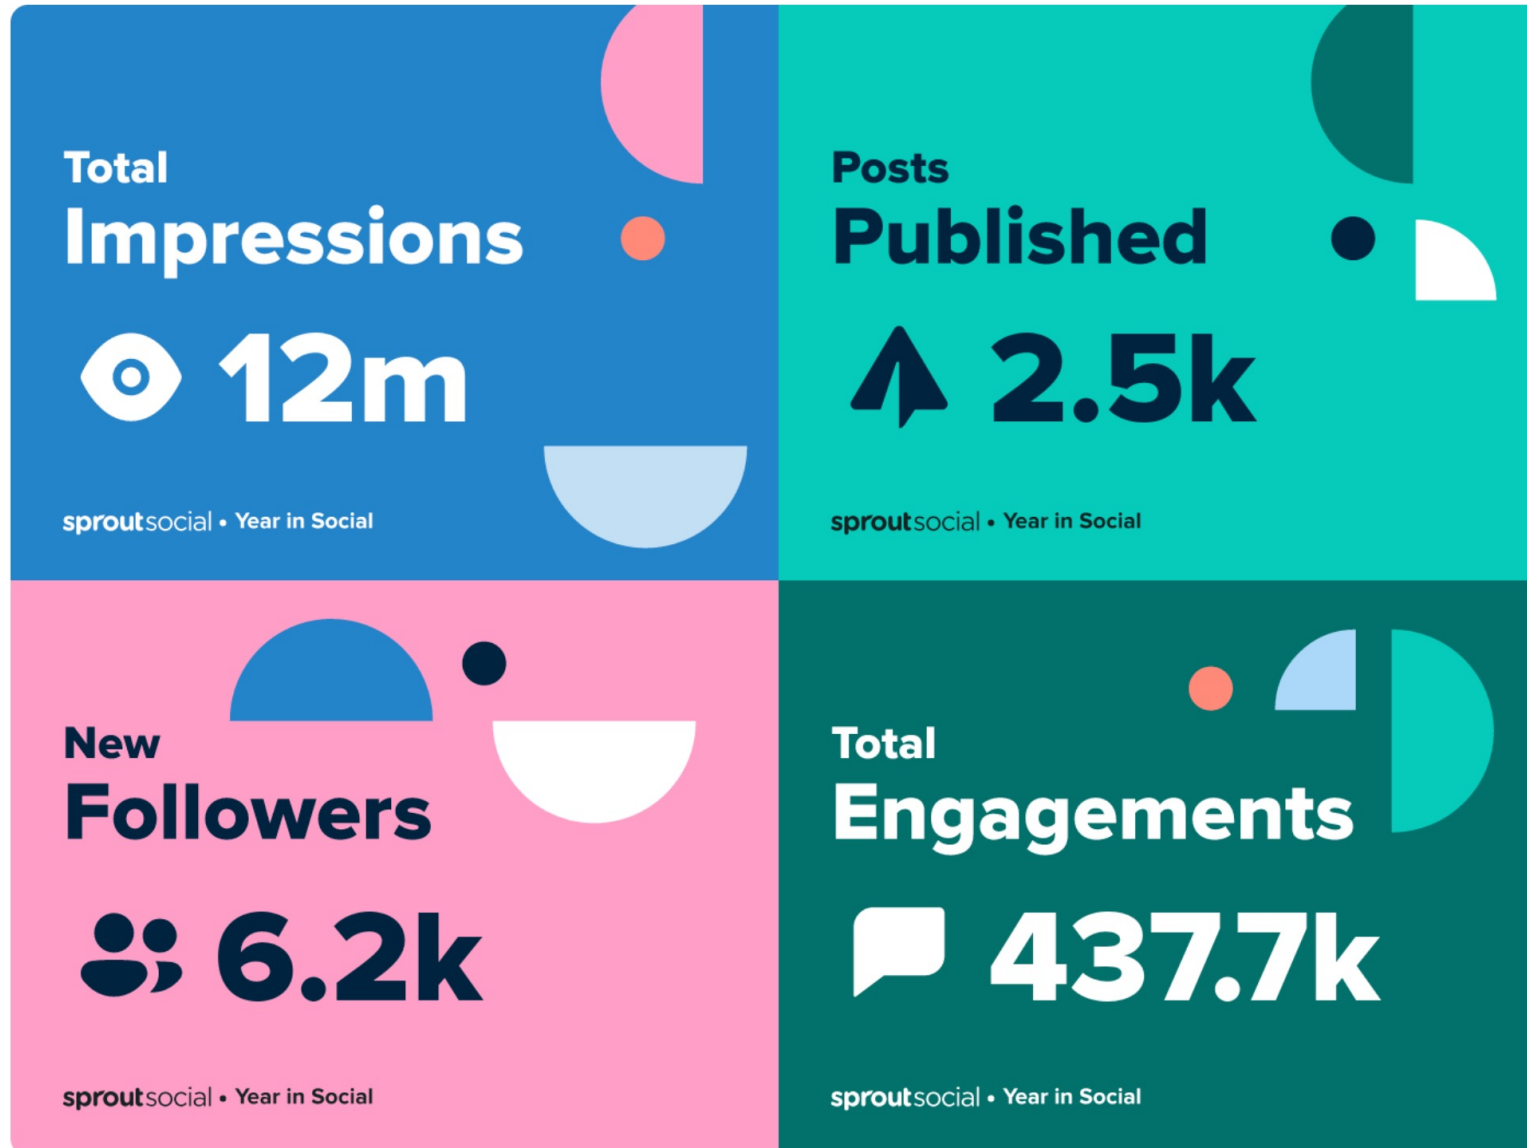 Total
Impressions
12m
sproutsocial • Year in Social
Posts
Published
2.5k
sproutsocial • Year in Social
New
Followers
6.2k
sproutsocial • Year in Social
Total
Engagements
437.7k
sproutsocial • Year in Social